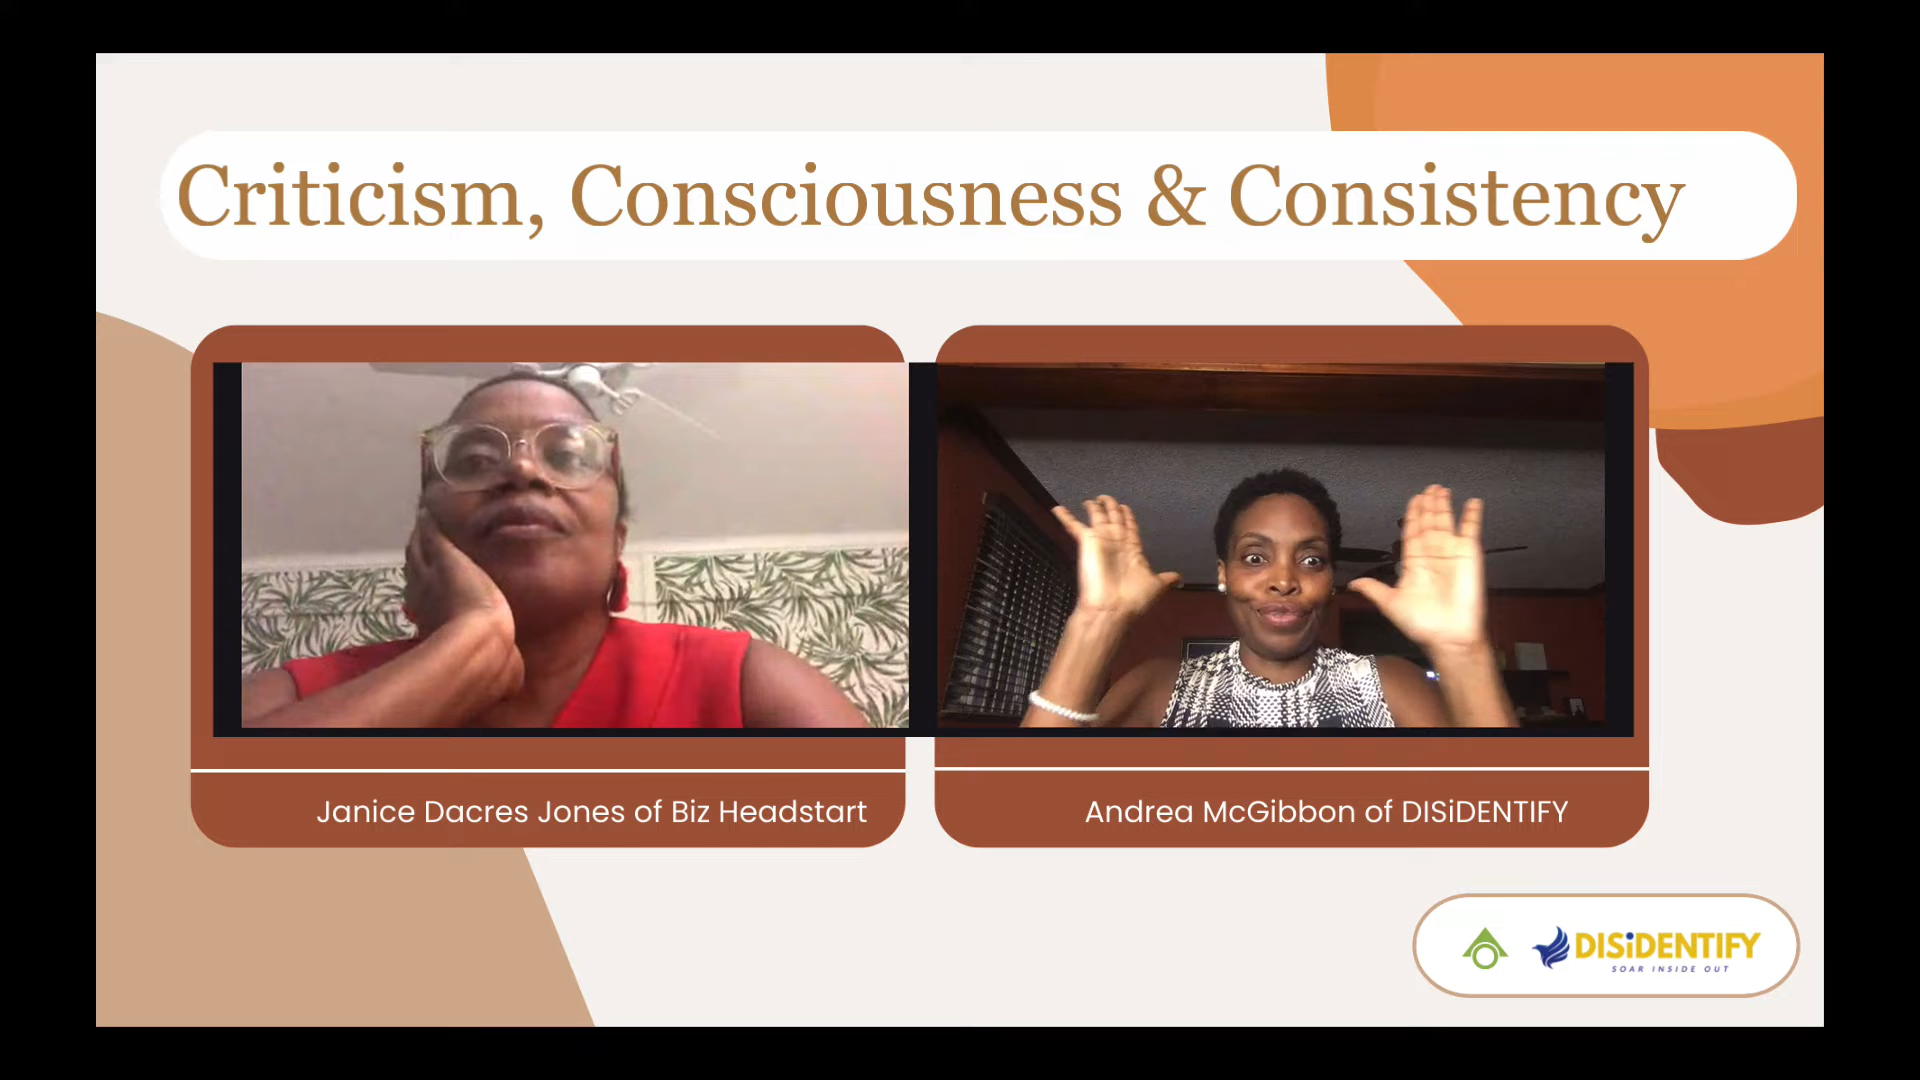 Criticism, Consciousness & Consistency
Janice Dacres Jones of Biz Headstart
Andrea McGibbon of DISiDENTIFY
DISiDENTIFY
SOAR INSIDE OUT